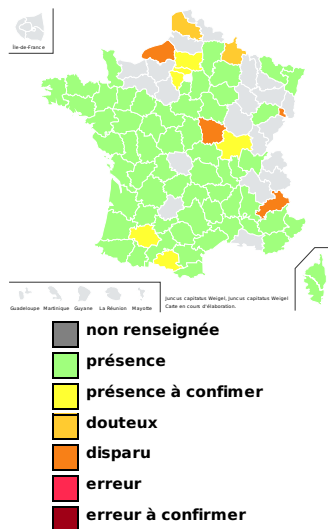 Île-de-France
Guadeloupe Martinique Guyane La Réunion Mayotte
Juncus capitatus Weigel, Juncus capitatus Weigel
Carte en cours d'élaboration.
non renseignée
présence
présence à confimer
douteux
disparu
erreur
erreur à confirmer